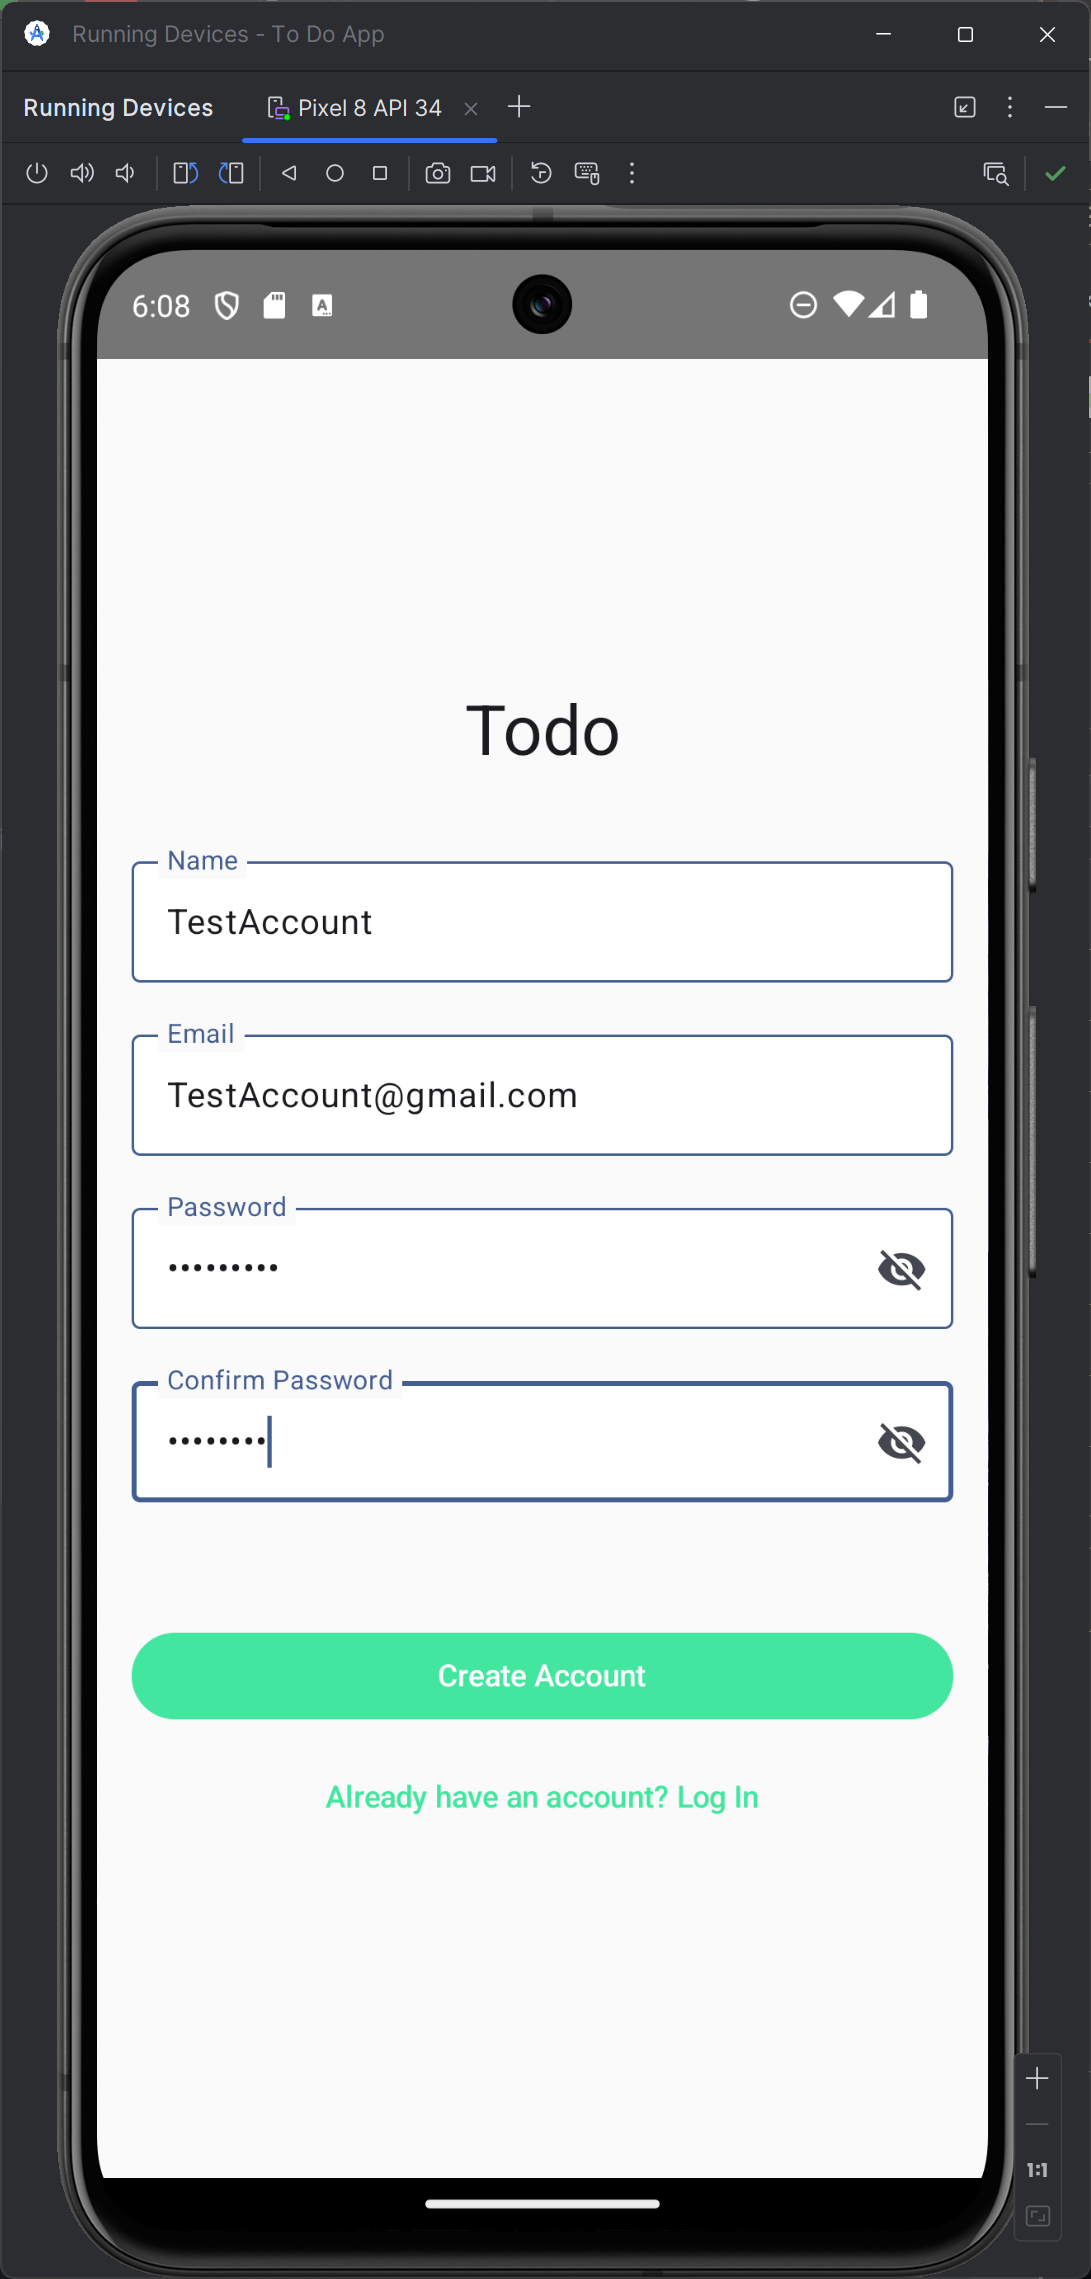 Running Devices - To Do App
Running Devices
Pixel 8 API 34
6:08
A
Todo
Name
TestAccount
Email
TestAccount@gmail.com
Password
•••••••••
Confirm Password
••••••••
Create Account
Already have an account? Log In
1:1